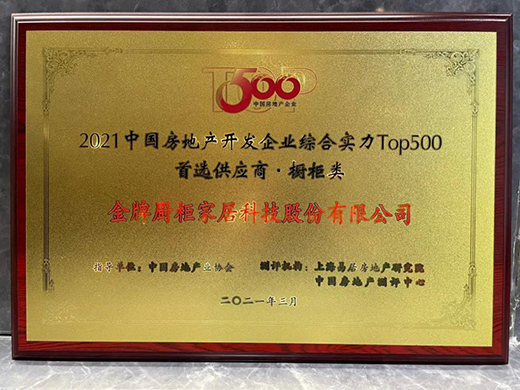 TOP
500
中国房地产企业
2021中国房地产开发企业综合实力Top500
首选供应商·橱柜类
金牌厨柜家居科技股份有限公司
指导单位：中国房地产业协会 测评机构：上海易居房地产研究院
中国房地产测评中心
二〇二一年三月